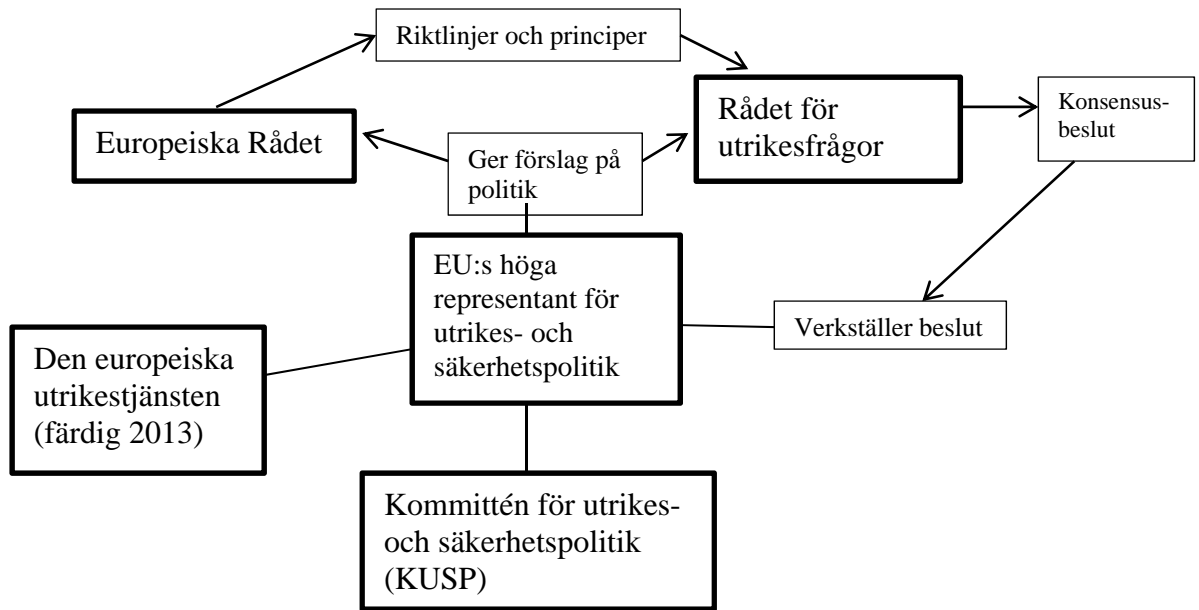 Riktlinjer och principer
Europeiska Rådet
Rådet för
utrikesfrågor
Konsensus-
beslut
Ger förslag på
politik
EU:s höga
representant för
utrikes- och
säkerhetspolitik
Verkställer beslut
Den europeiska
utrikestjänsten
(färdig 2013)
Kommittén för utrikes-
och säkerhetspolitik
(KUSP)